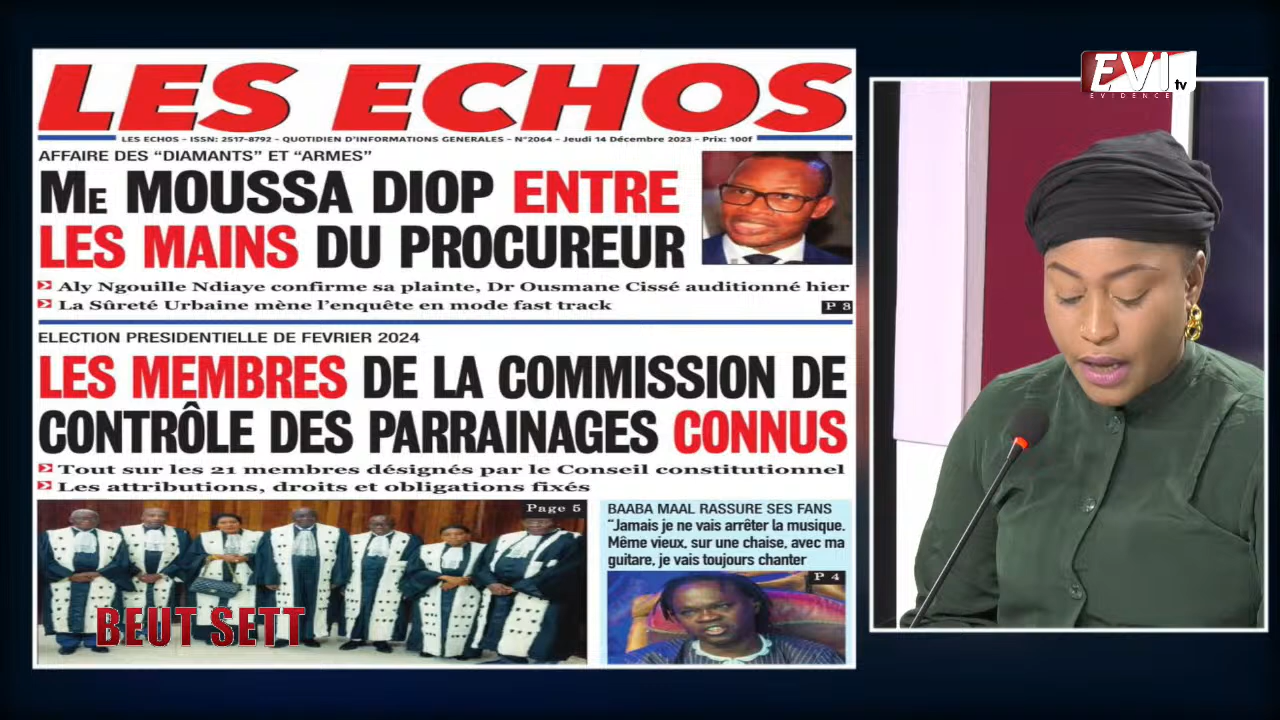 LES ECHOS
LES ECHOS - ISSN: 2517-8792 - QUOTIDIEN D'INFORMATIONS GENERALES - N°2064 - Jeudi 14 Décembre 2023 - Prix: 100f
AFFAIRE DES "DIAMANTS" ET "ARMES"
ME MOUSSA DIOP ENTRE
LES MAINS DU PROCUREUR
Aly Ngouille Ndiaye confirme sa plainte, Dr Ousmane Cissé auditionné hier
La Sûreté Urbaine mène l'enquête en mode fast track
P 3
ELECTION PRESIDENTIELLE DE FEVRIER 2024
LES MEMBRES DE LA COMMISSION DE
CONTRÔLE DES PARRAINAGES CONNUS
Tout sur les 21 membres désignés par le Conseil constitutionnel
Les attributions, droits et obligations fixés
Page 5
BAABA MAAL RASSURE SES FANS
"Jamais je ne vais arrêter la musique.
Même vieux, sur une chaise, avec ma
guitare, je vais toujours chanter
P 4
BEUT SETT
EVI tv
EVIDENCE